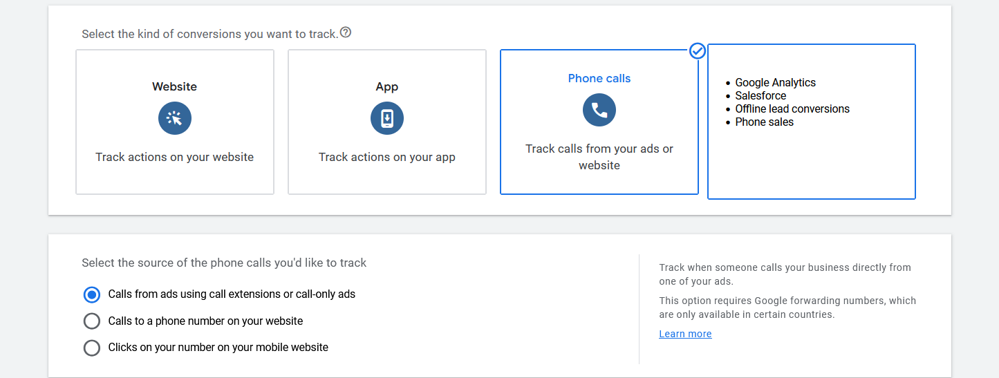 Select the kind of conversions you want to track.
Website
Track actions on your website
App
Track actions on your app
Phone calls
Track calls from your ads or
website
Google Analytics
Salesforce
Offline lead conversions
Phone sales
Select the source of the phone calls you'd like to track
Calls from ads using call extensions or call-only ads
Calls to a phone number on your website
Clicks on your number on your mobile website
Track when someone calls your business directly from
one of your ads.
This option requires Google forwarding numbers, which
are only available in certain countries.
Learn more